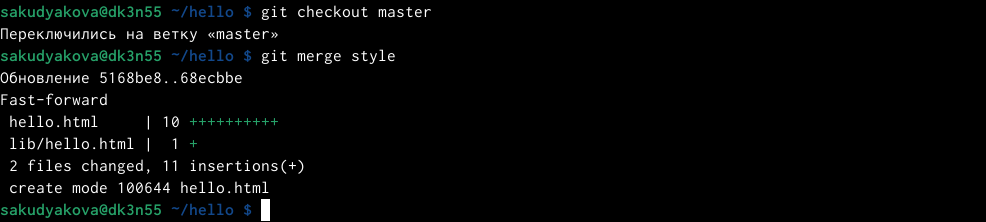 sakudyakova@dk3n55 ~/hello $ git checkout master
Переключились на ветку «master»
sakudyakova@dk3n55 ~/hello $ git merge style
Обновление 5168be8..68ecbbe
Fast-forward
 hello.html     | 10 ++++++++++
 lib/hello.html |  1 +
 2 files changed, 11 insertions(+)
 create mode 100644 hello.html
sakudyakova@dk3n55 ~/hello $